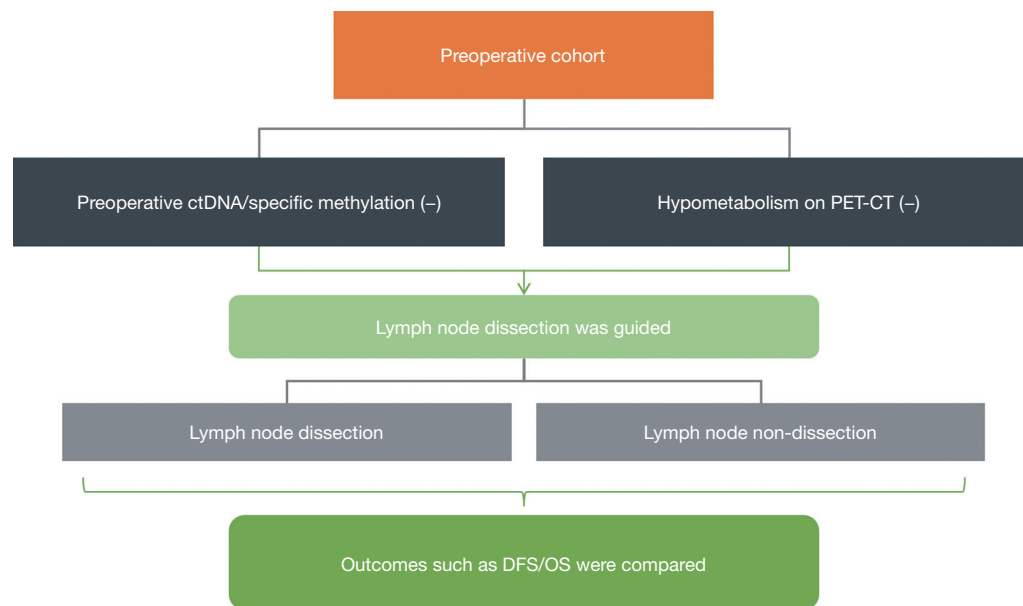 Preoperative cohort
Preoperative ctDNA/specific methylation (–)
Hypometabolism on PET-CT (–)
Lymph node dissection was guided
Lymph node dissection
Lymph node non-dissection
Outcomes such as DFS/OS were compared